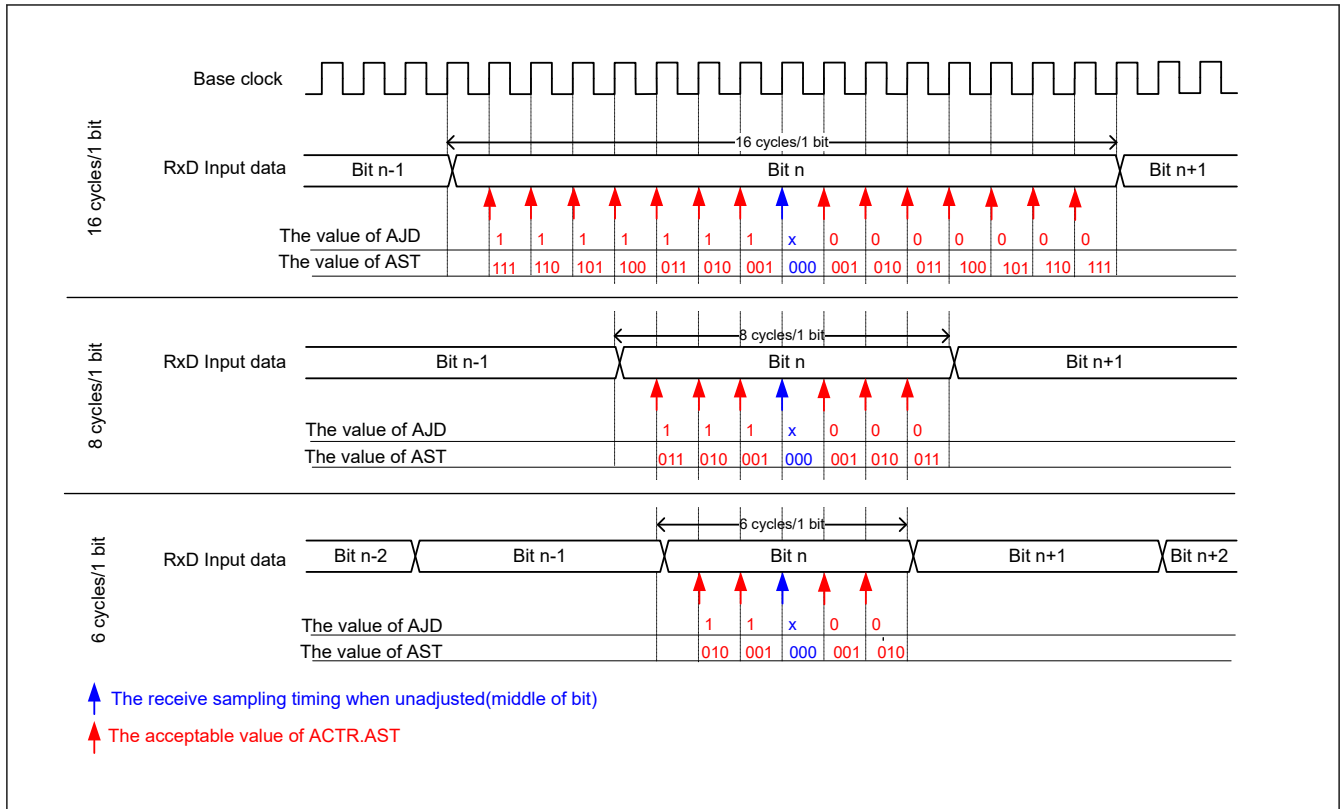 Base clock
16 cycles/1 bit
16 cycles/1 bit
RxD Input data Bit n-1 Bit n Bit n+1
The value of AJD 1 1 1 1 1 1 1 x 0 0 0 0 0 0 0
The value of AST 111 110 101 100 011 010 001 000 001 010 011 100 101 110 111
8 cycles/1 bit
8 cycles/1 bit
RxD Input data Bit n-1 Bit n Bit n+1
The value of AJD 1 1 1 x 0 0 0
The value of AST 011 010 001 000 001 010 011
6 cycles/1 bit
6 cycles/1 bit
RxD Input data Bit n-2 Bit n-1 Bit n Bit n+1 Bit n+2
The value of AJD 1 1 x 0 0
The value of AST 010 001 000 001 010
The receive sampling timing when unadjusted(middle of bit)
The acceptable value of ACTR.AST